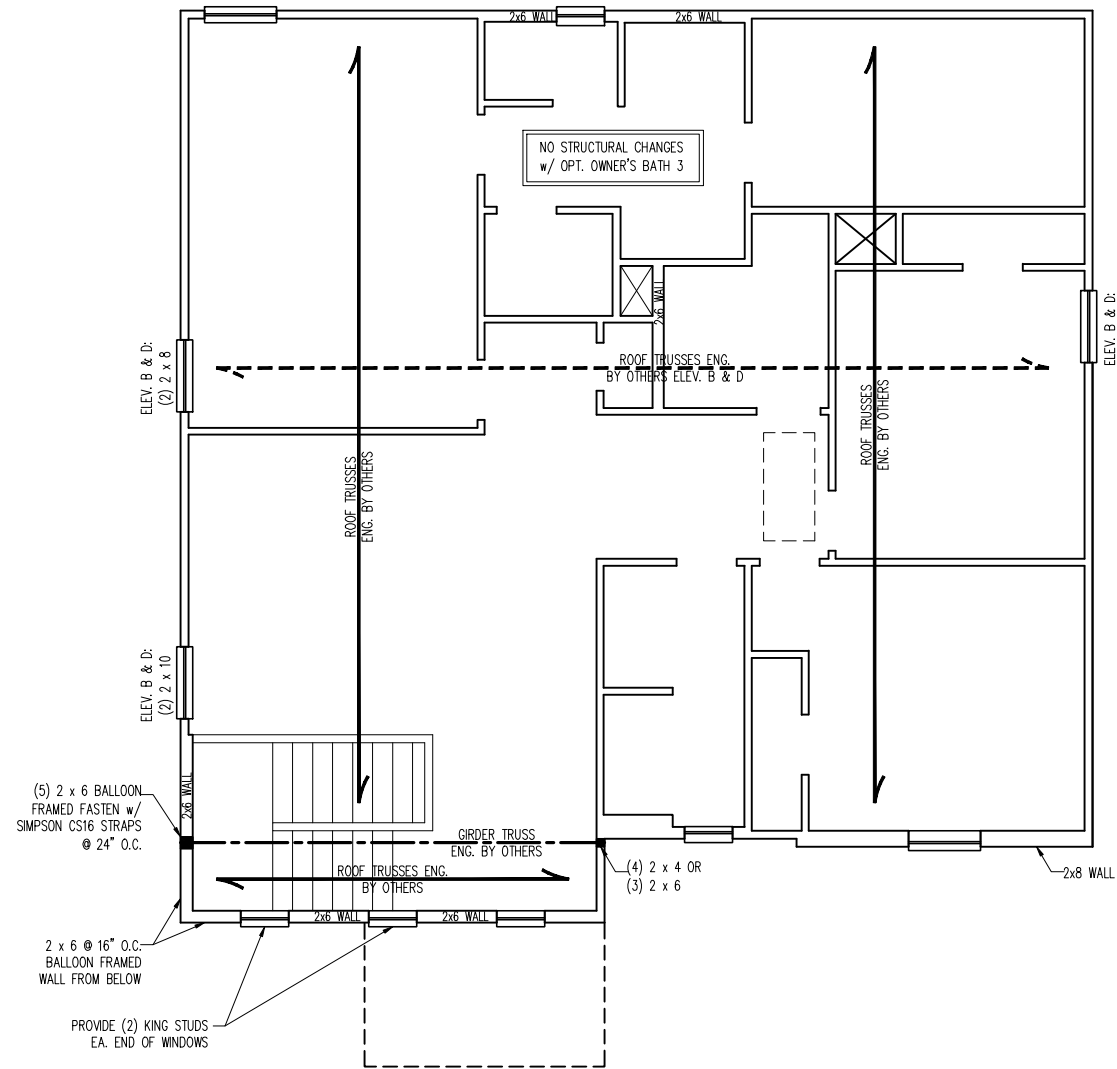 2x6 WALL
2x6 WALL
NO STRUCTURAL CHANGES
w/ OPT. OWNER'S BATH 3
2x6 WALL
ELEV. B & D:
ELEV. B & D:
(2) 2 x 8
ROOF TRUSSES ENG.
BY OTHERS ELEV. B & D
ROOF TRUSSES
ENG. BY OTHERS
ROOF TRUSSES
ENG. BY OTHERS
ELEV. B & D:
(2) 2 x 10
2x6 WALL
(5) 2 x 6 BALLOON
FRAMED FASTEN w/
SIMPSON CS16 STRAPS
@ 24" O.C.
GIRDER TRUSS
ENG. BY OTHERS
ROOF TRUSSES ENG.
BY OTHERS
(4) 2 x 4 OR
(3) 2 x 6
2x8 WALL
2x6 WALL
2x6 WALL
2 x 6 @ 16" O.C.
BALLOON FRAMED
WALL FROM BELOW
PROVIDE (2) KING STUDS
EA. END OF WINDOWS